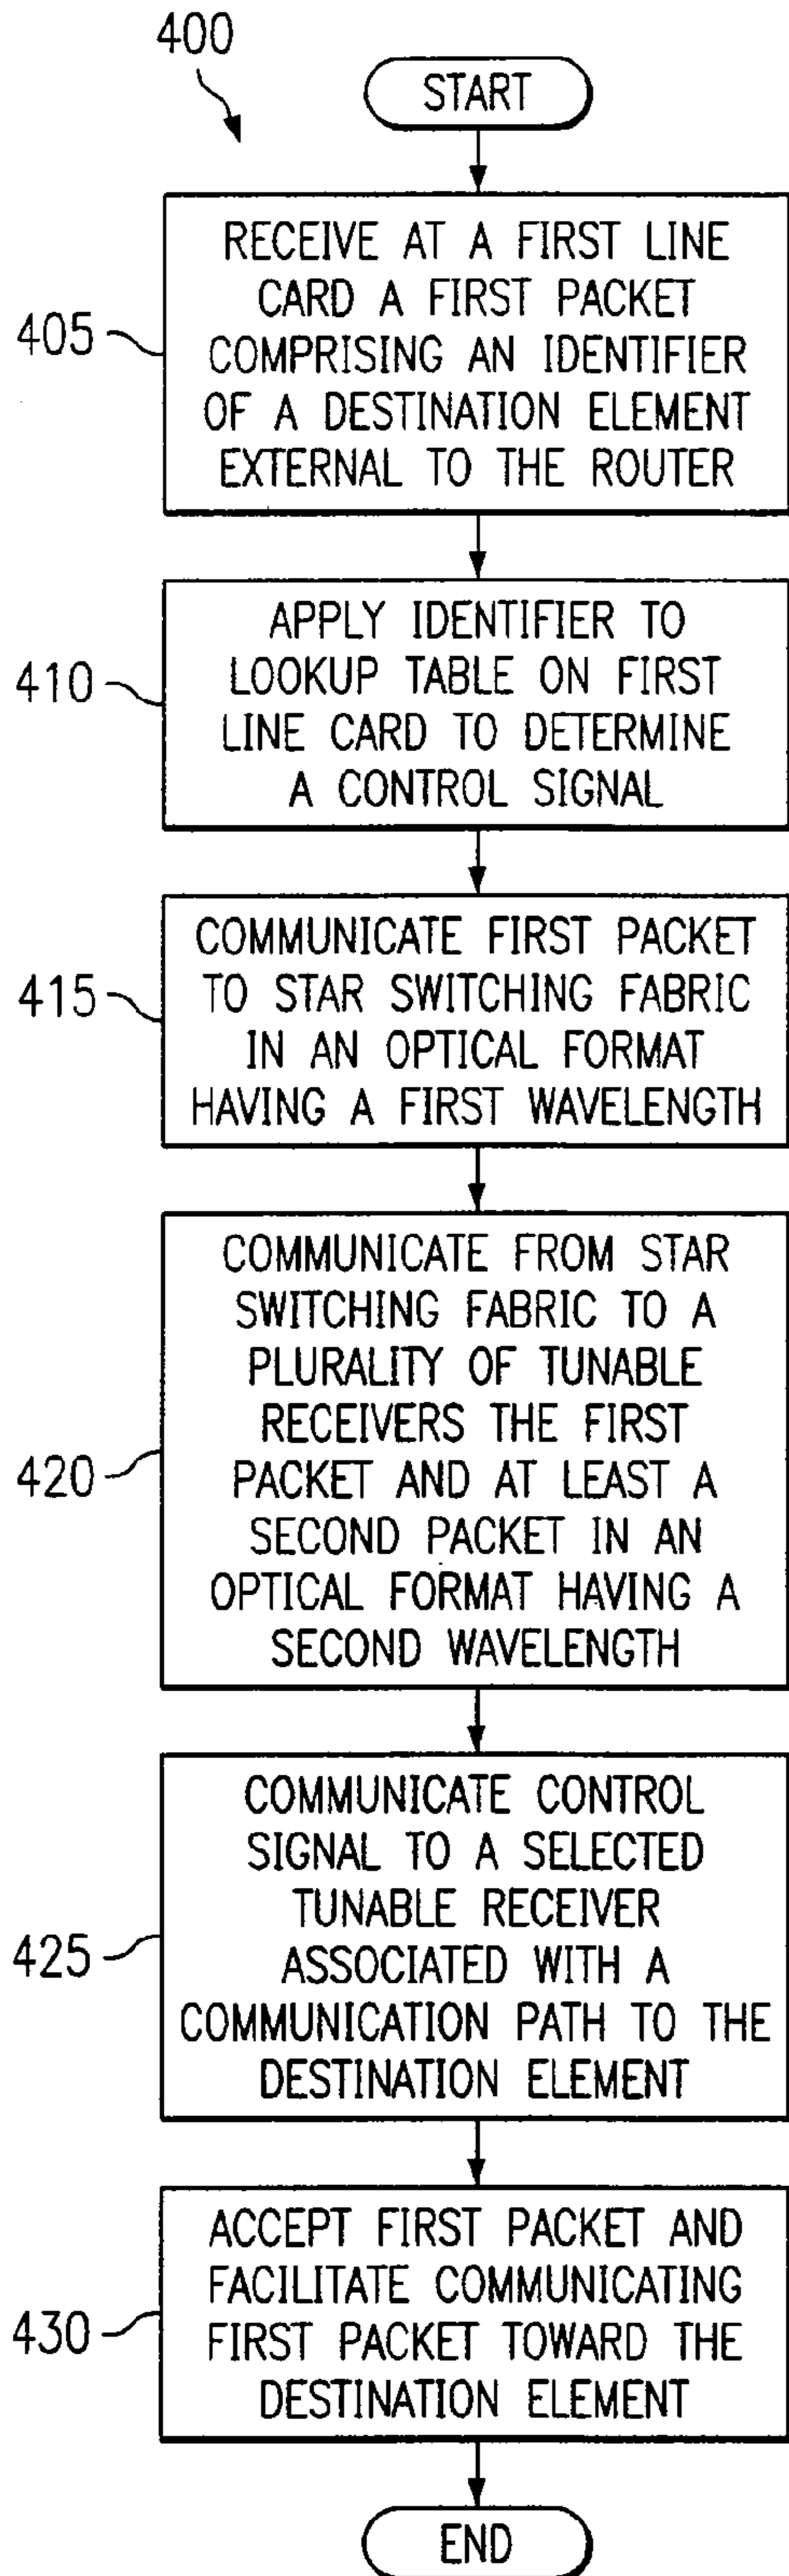 400
START
RECEIVE AT A FIRST LINE
CARD A FIRST PACKET
COMPRISING AN IDENTIFIER
OF A DESTINATION ELEMENT
EXTERNAL TO THE ROUTER
405
APPLY IDENTIFIER TO
LOOKUP TABLE ON FIRST
LINE CARD TO DETERMINE
A CONTROL SIGNAL
410
COMMUNICATE FIRST PACKET
TO STAR SWITCHING FABRIC
IN AN OPTICAL FORMAT
HAVING A FIRST WAVELENGTH
415
COMMUNICATE FROM STAR
SWITCHING FABRIC TO A
PLURALITY OF TUNABLE
RECEIVERS THE FIRST
PACKET AND AT LEAST A
SECOND PACKET IN AN
OPTICAL FORMAT HAVING A
SECOND WAVELENGTH
420
COMMUNICATE CONTROL
SIGNAL TO A SELECTED
TUNABLE RECEIVER
ASSOCIATED WITH A
COMMUNICATION PATH TO THE
DESTINATION ELEMENT
425
ACCEPT FIRST PACKET AND
FACILITATE COMMUNICATING
FIRST PACKET TOWARD THE
DESTINATION ELEMENT
430
END